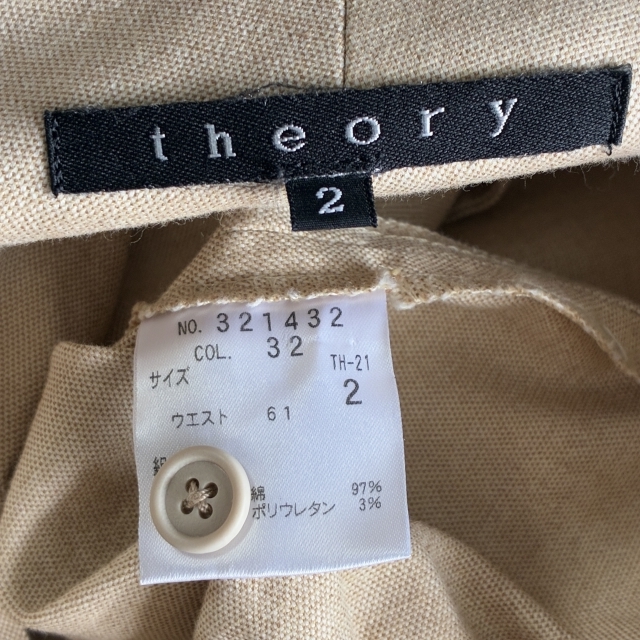 theory
2
NO. 321432
COL. 32
サイズ TH-21
2
ウエスト 61
綿 97%
ポリウレタン 3%